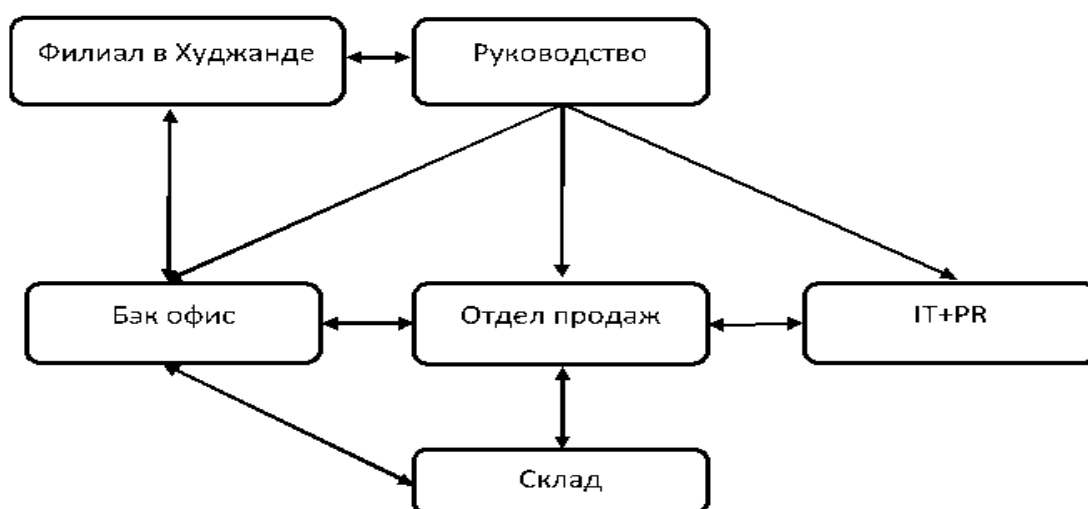 Филиал в Худжанде
Руководство
Бэк офис
Отдел продаж
IT+PR
Склад